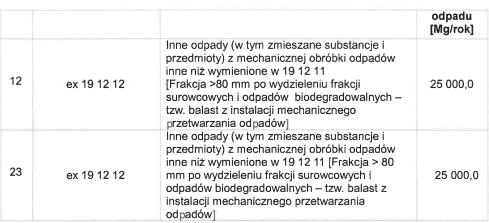 odpadu
[Mg/rok]
Inne odpady (w tym zmieszane substancje i
przedmioty) z mechanicznej obróbki odpadów
inne niż wymienione w 19 12 11
12 ex 19 12 12 [Frakcja >80 mm po wydzieleniu frakcji 25 000,0
surowcowych i odpadów biodegradowalnych –
tzw. balast z instalacji mechanicznego
przetwarzania odpadów]
Inne odpady (w tym zmieszane substancje i
przedmioty) z mechanicznej obróbki odpadów
inne niż wymienione w 19 12 11 [Frakcja > 80
23 ex 19 12 12 mm po wydzieleniu frakcji surowcowych i 25 000,0
odpadów biodegradowalnych – tzw. balast z
instalacji mechanicznego przetwarzania
odpadów]